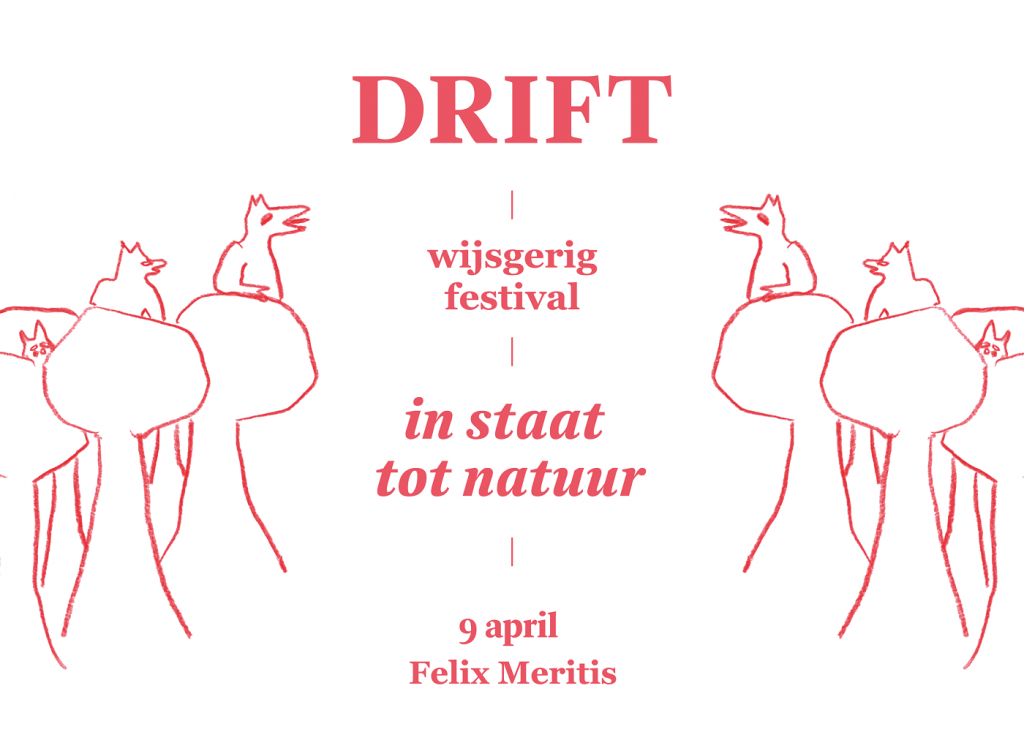 DRIFT
wijsgerig
festival
in staat
tot natuur
9 april
Felix Meritis